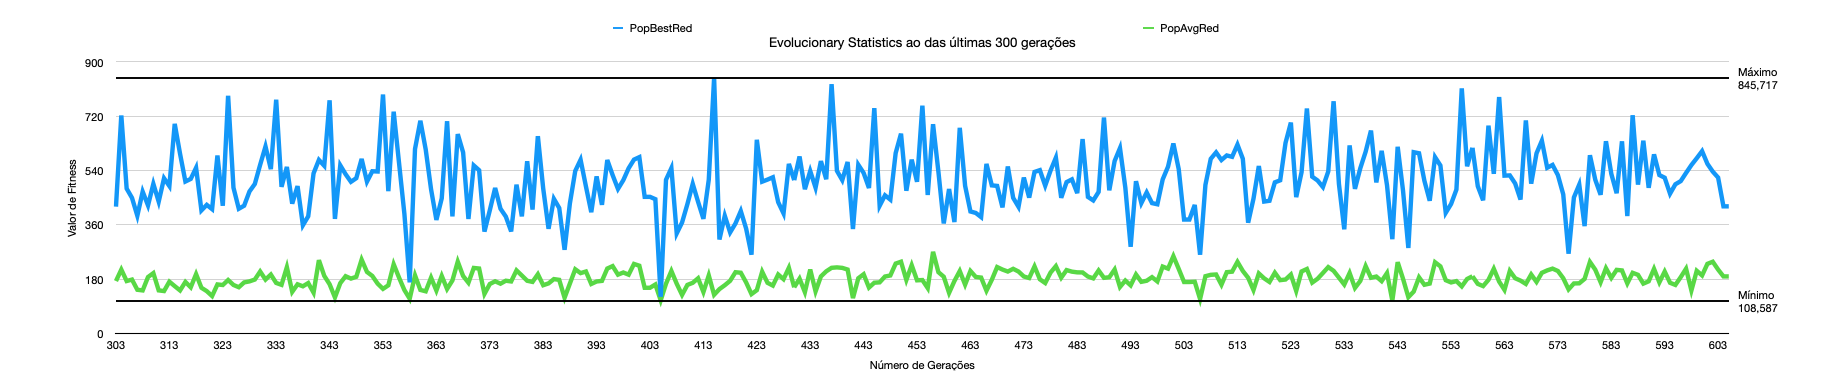 PopBestRed
PopAvgRed
Evolucionary Statistics ao das últimas 300 gerações
900
720
540
360
180
0
Valor de Fitness
Máximo
845,717
Mínimo
108,587
303 313 323 333 343 353 363 373 383 393 403 413 423 433 443 453 463 473 483 493 503 513 523 533 543 553 563 573 583 593 603
Número de Gerações